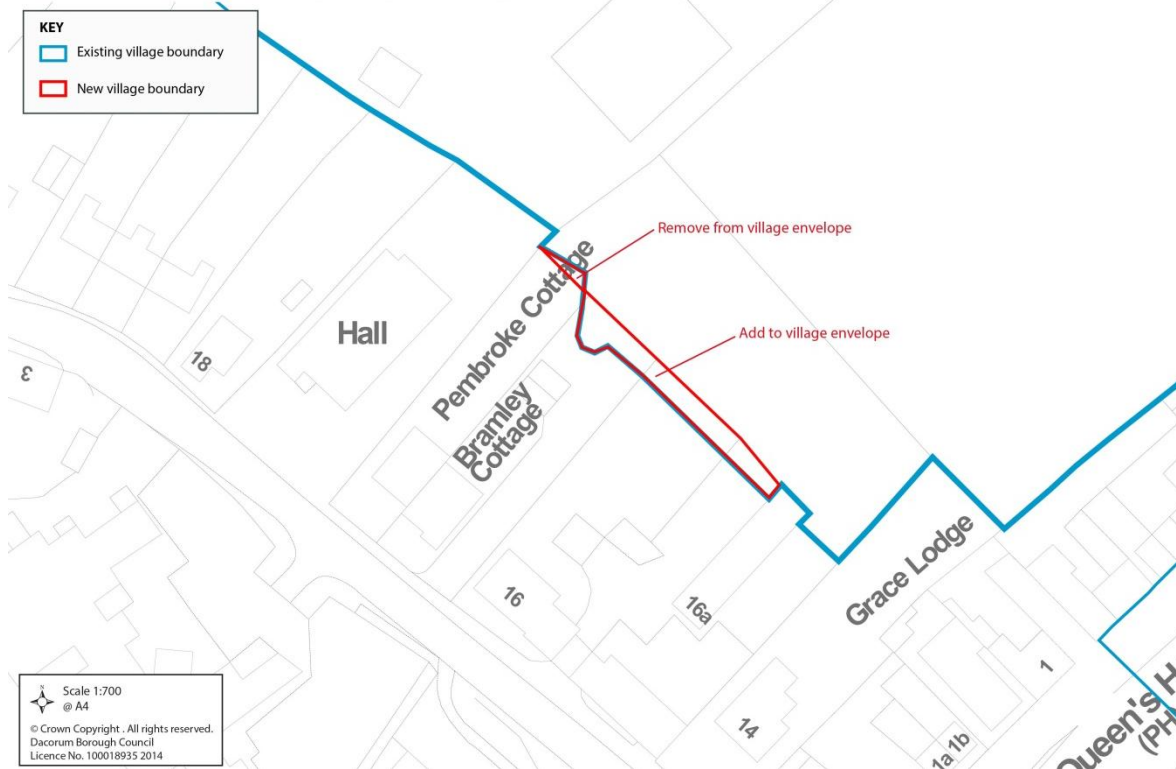 KEY
Existing village boundary
New village boundary
Remove from village envelope
Add to village envelope
Pembroke Cottage
Hall
18
3
Bramley
Cottage
16
16a
Grace Lodge
14
1
1a 1b
Queen's H
(PH
N
Scale 1:700
@ A4
© Crown Copyright . All rights reserved.
Dacorum Borough Council
Licence No. 100018935 2014